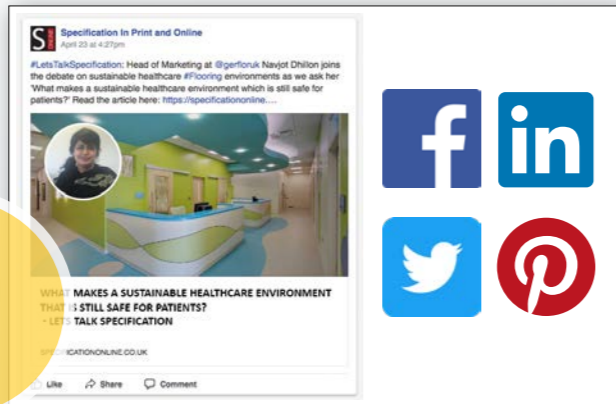 S
ONLINE
Specification In Print and Online
April 23 at 4:27pm
#LetsTalkSpecification: Head of Marketing at @gerfloruk Navjot Dhillon joins
the debate on sustainable healthcare #Flooring environments as we ask her
'What makes a sustainable healthcare environment which is still safe for
patients?' Read the article here: https://specificationonline....
WHAT MAKES A SUSTAINABLE HEALTHCARE ENVIRONMENT
THAT IS STILL SAFE FOR PATIENTS?
- LETS TALK SPECIFICATION
SPECIFICATIONONLINE.CO.UK
Like Share Comment
f
in